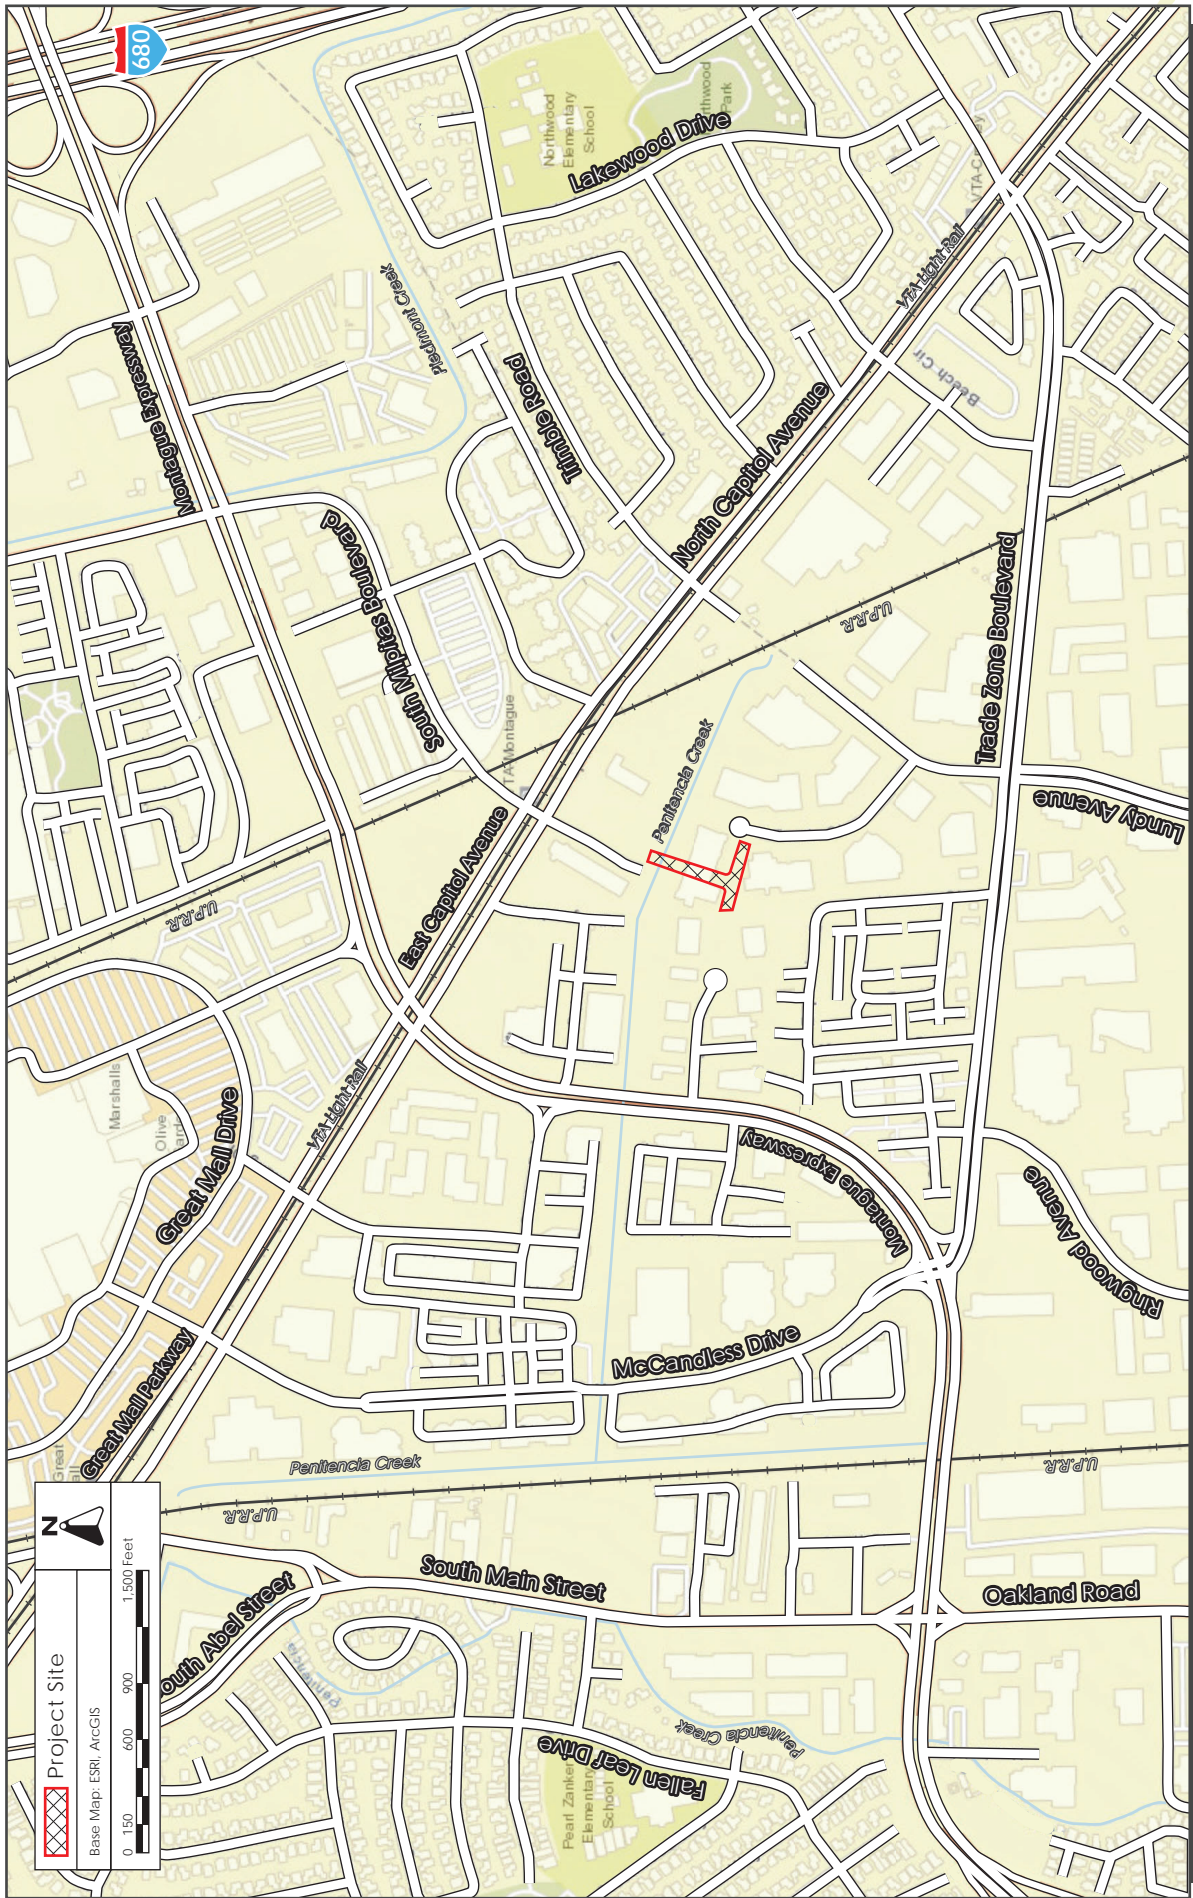 680
Northwood
Elementary
School
Park
Lakewood Drive
Montague Expressway
Piedmont Creek
Trimble Road
VTA Light Rail
Beech Cir
North Capitol Avenue
South Milpitas Boulevard
U.P.R.R.
Trade Zone Boulevard
Penitencia Creek
Lundy Avenue
East Capitol Avenue
U.P.R.R.
Marshalls
Olive
Great Mall Drive
VTA Light Rail
Montague Expressway
Ringwood Avenue
McCandless Drive
Great Mall Parkway
Great
Penitencia Creek
U.P.R.R.
U.P.R.R.
South Main Street
Oakland Road
South Abel Street
Penitencia
Penitencia Creek
Fallen Leaf Drive
Pearl Zanker
Elementary
School
Project Site
Base Map: ESRI, ArcGIS
N
0 150 600 900 1,500 Feet